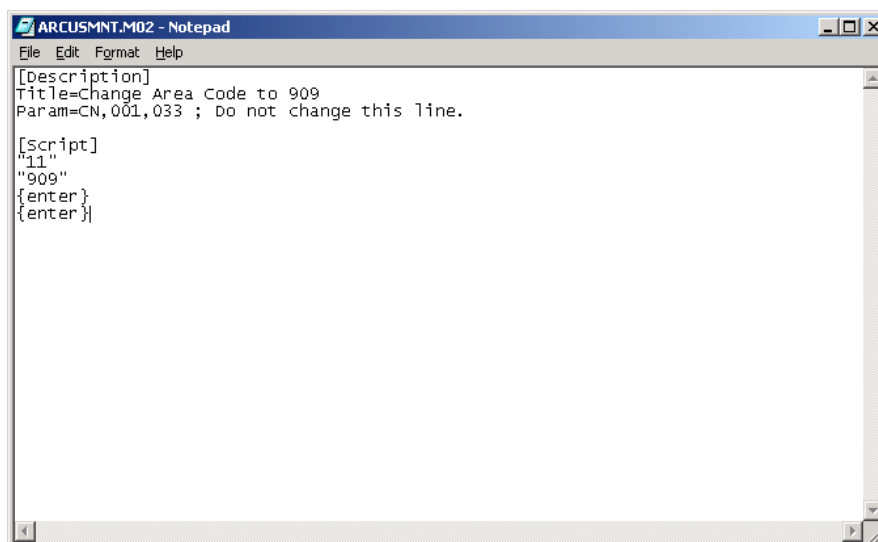 ARCUSMNT.M02 - Notepad
File Edit Format Help
[Description]
Title=Change Area Code to 909
Param=CN,001,033 ; Do not change this line.
[Script]
"11"
"909"
{enter}
{enter}